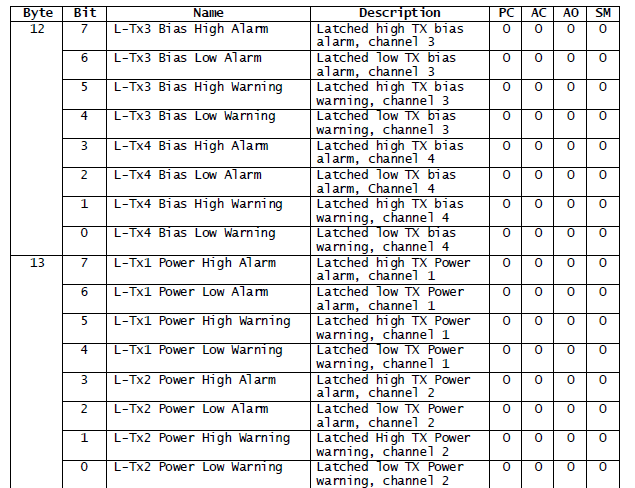 Byte Bit Name Description PC AC AO SM
12 7 L-Tx3 Bias High Alarm Latched high TX bias O O O O
alarm, channel 3
6 L-Tx3 Bias Low Alarm Latched low TX bias O O O O
alarm, channel 3
5 L-Tx3 Bias High Warning Latched high TX bias O O O O
warning, channel 3
4 L-Tx3 Bias Low Warning Latched low TX bias O O O O
warning, channel 3
3 L-Tx4 Bias High Alarm Latched high TX bias O O O O
alarm, channel 4
2 L-Tx4 Bias Low Alarm Latched low TX bias O O O O
alarm, Channel 4
1 L-Tx4 Bias High Warning Latched high TX bias O O O O
warning, channel 4
0 L-Tx4 Bias Low Warning Latched low TX bias O O O O
warning, channel 4
13 7 L-Tx1 Power High Alarm Latched high TX Power O O O O
alarm, channel 1
6 L-Tx1 Power Low Alarm Latched low TX Power O O O O
alarm, channel 1
5 L-Tx1 Power High Warning Latched high TX Power O O O O
warning, channel 1
4 L-Tx1 Power Low Warning Latched low TX Power O O O O
warning, channel 1
3 L-Tx2 Power High Alarm Latched high TX Power O O O O
alarm, channel 2
2 L-Tx2 Power Low Alarm Latched low TX Power O O O O
alarm, channel 2
1 L-Tx2 Power High Warning Latched High TX Power O O O O
warning, channel 2
0 L-Tx2 Power Low Warning Latched low TX Power O O O O
warning, channel 2